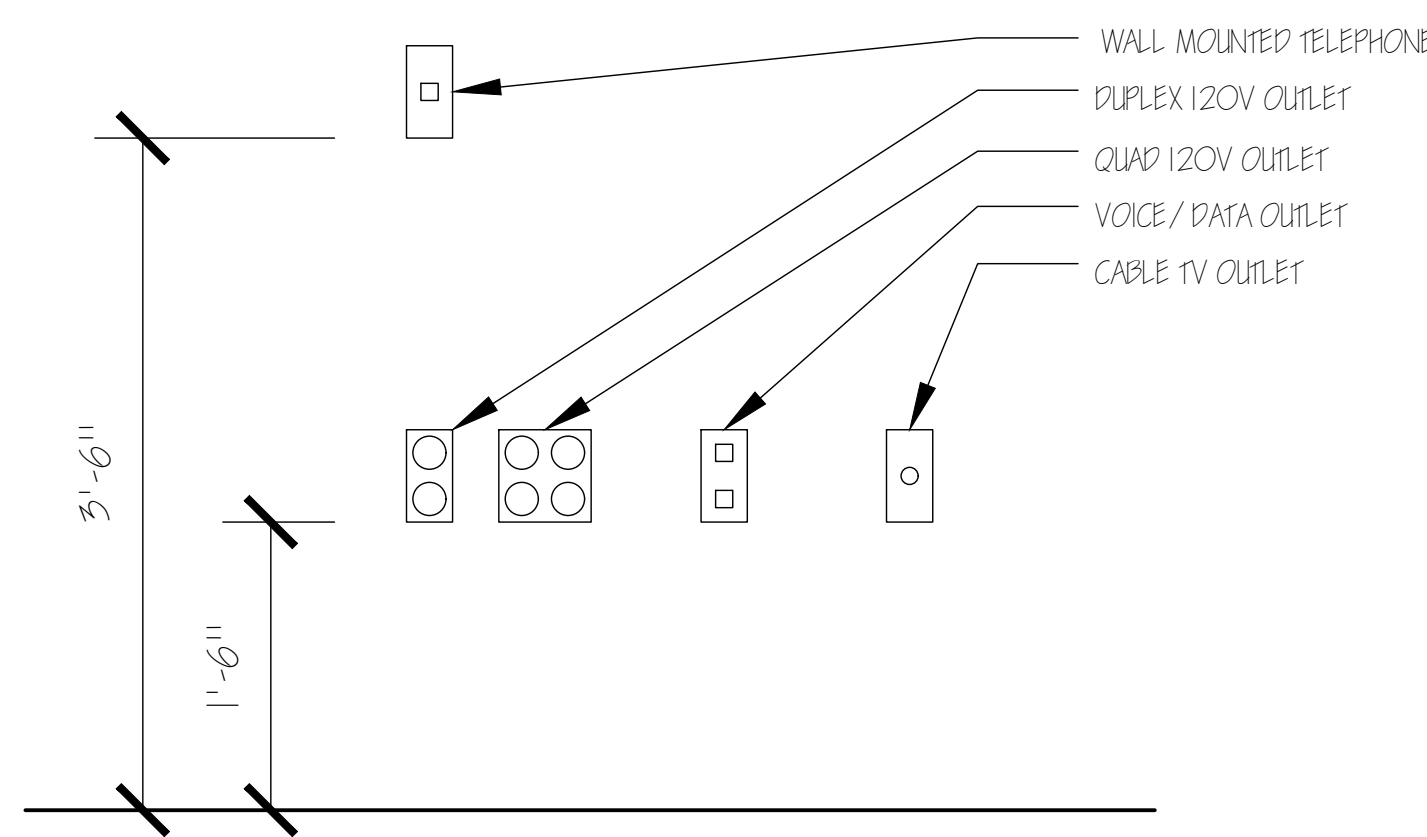 WALL MOUNTED TELEPHONE
DUPLEX 120V OUTLET
QUAD 120V OUTLET
VOICE/ DATA OUTLET
CABLE TV OUTLET
3'-6"
1'-6"